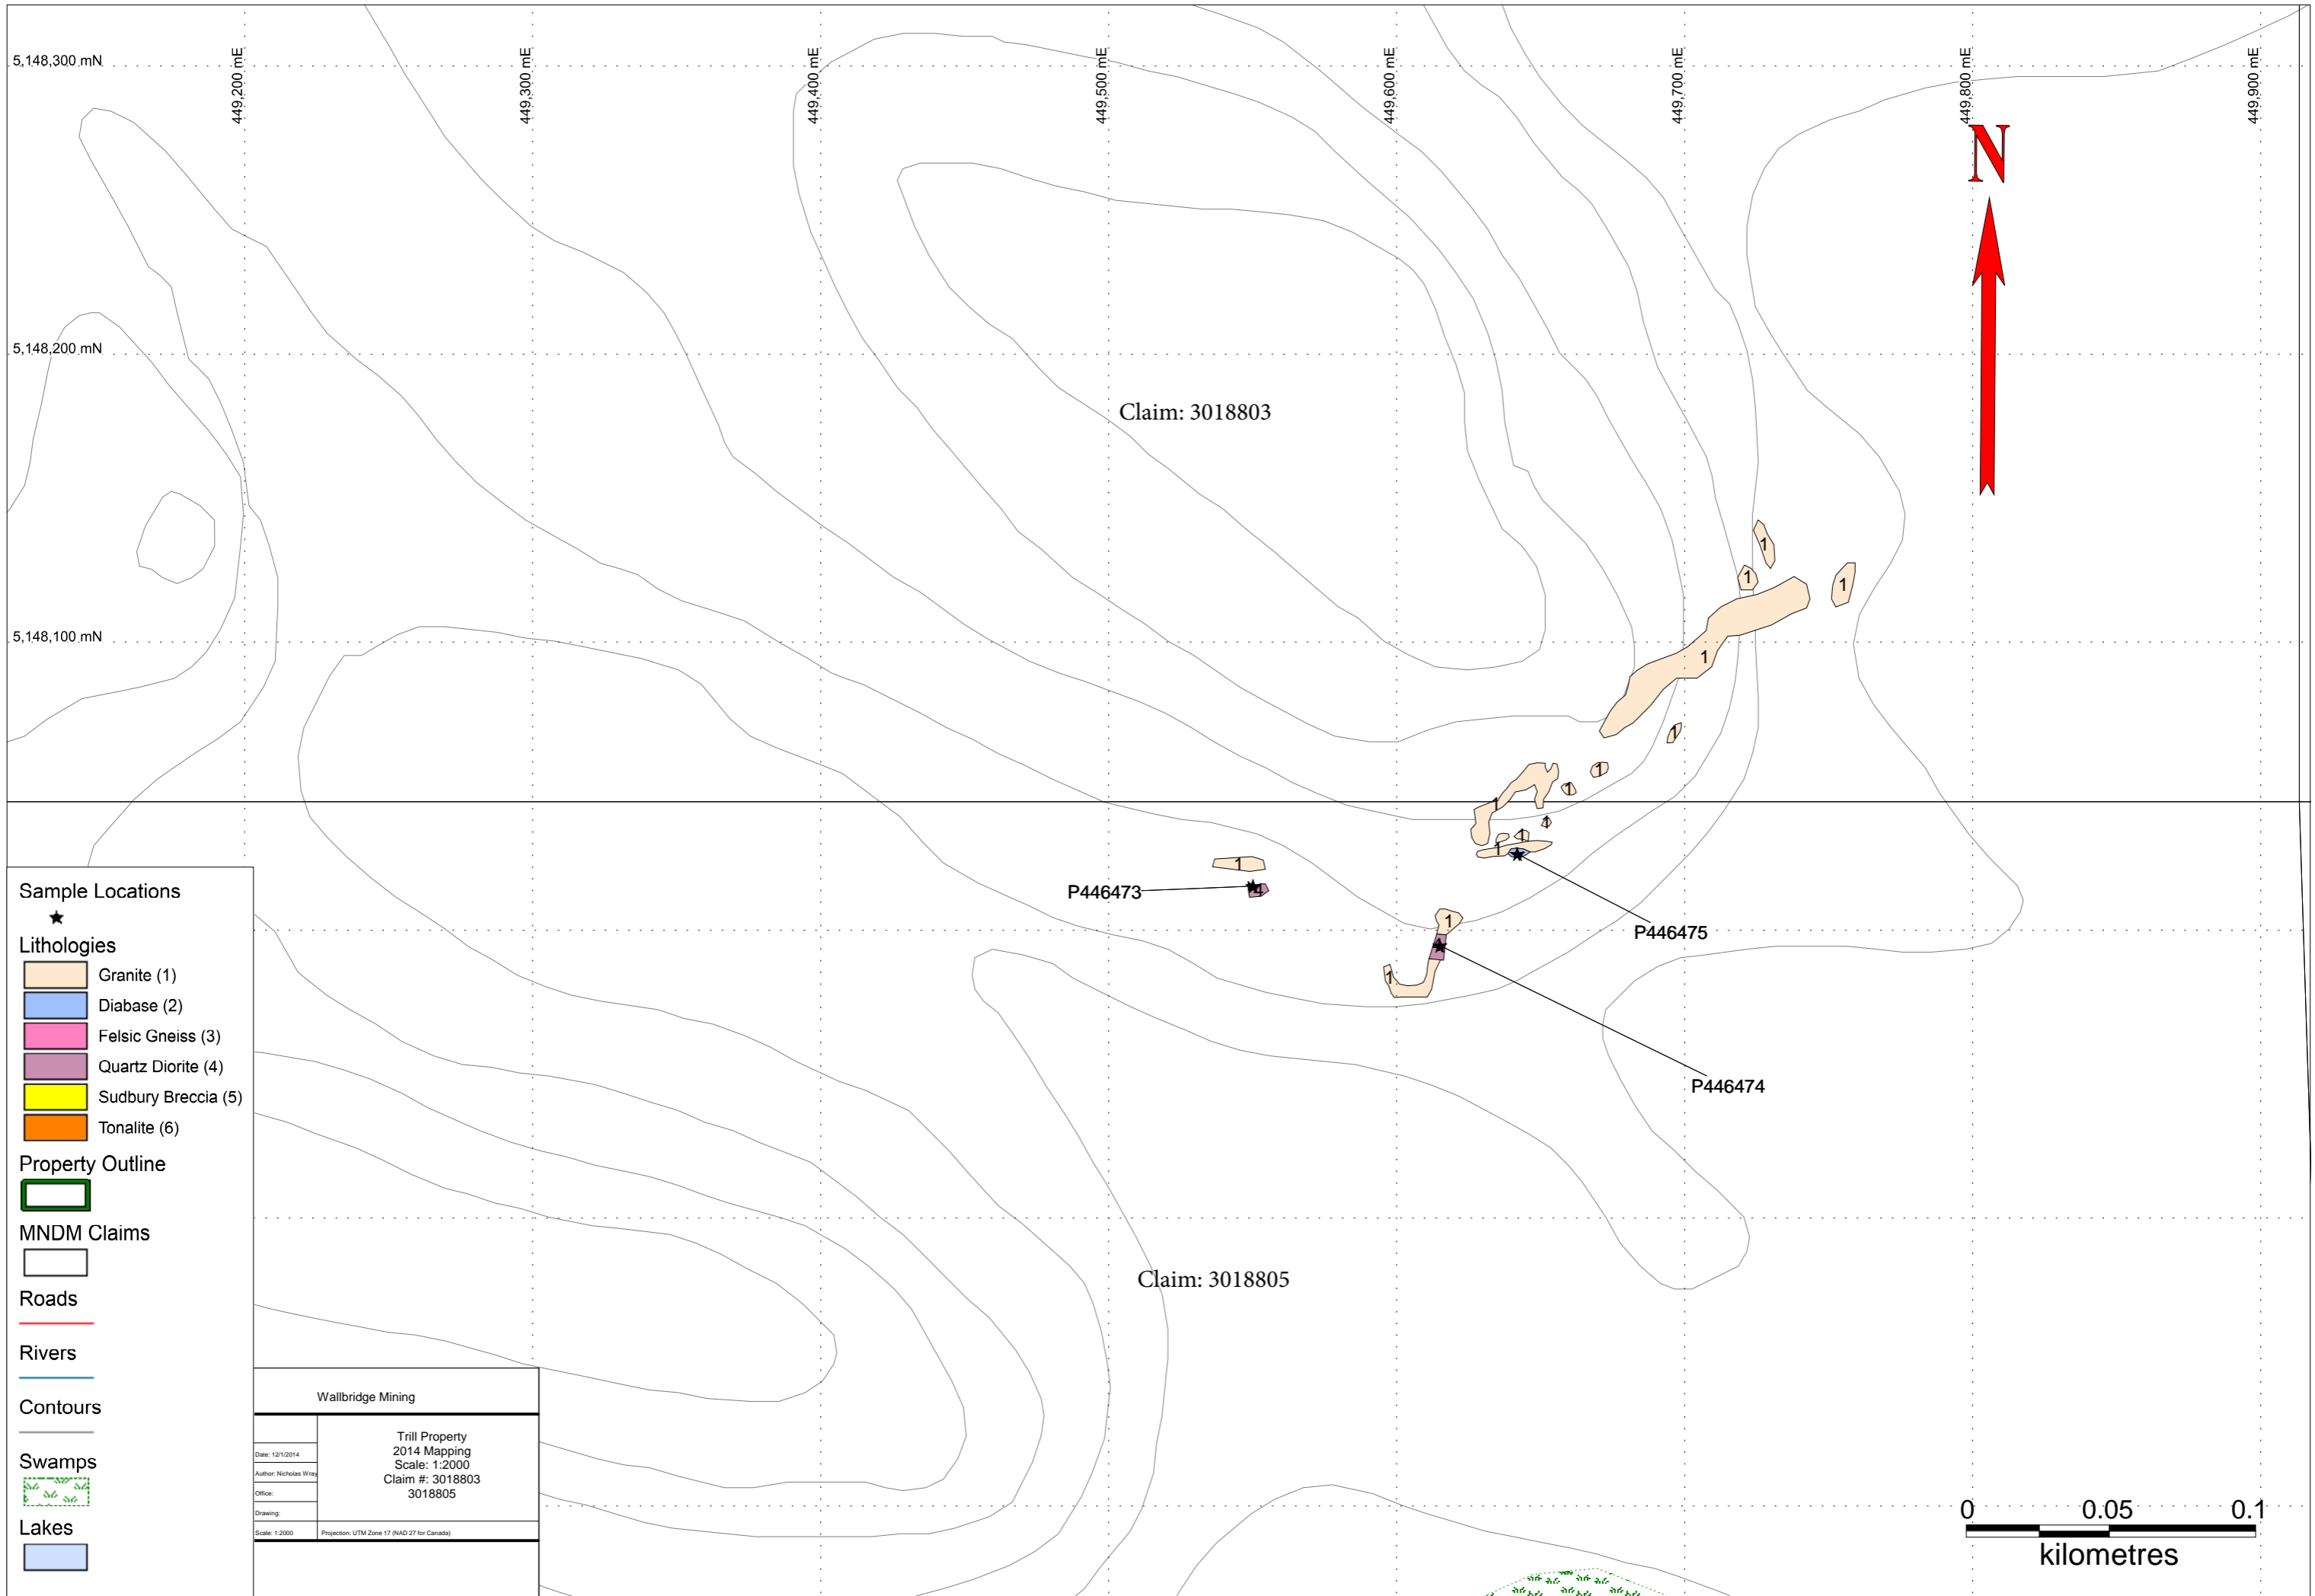 449,200 mE
449,300 mE
449,400 mE
449,500 mE
449,600 mE
449,700 mE
449,800 mE
449,900 mE
5,148,300 mN
N
5,148,200 mN
Claim: 3018803
1
1
1
5,148,100 mN
1
1
1
1
1
1
1
1
1
P446473
4
P446475
1
1
P446474
Claim: 3018805
Sample Locations
Lithologies
Granite (1)
Diabase (2)
Felsic Gneiss (3)
Quartz Diorite (4)
Sudbury Breccia (5)
Tonalite (6)
Property Outline
MNDM Claims
Roads
Rivers
Contours
Swamps
Lakes
Wallbridge Mining
Date: 12/1/2014
Author: Nicholas Wray
Office:
Drawing:
Scale: 1:2000
Trill Property
2014 Mapping
Scale: 1:2000
Claim #: 3018803
3018805
Projection: UTM Zone 17 (NAD 27 for Canada)
0 0.05 0.1
kilometres